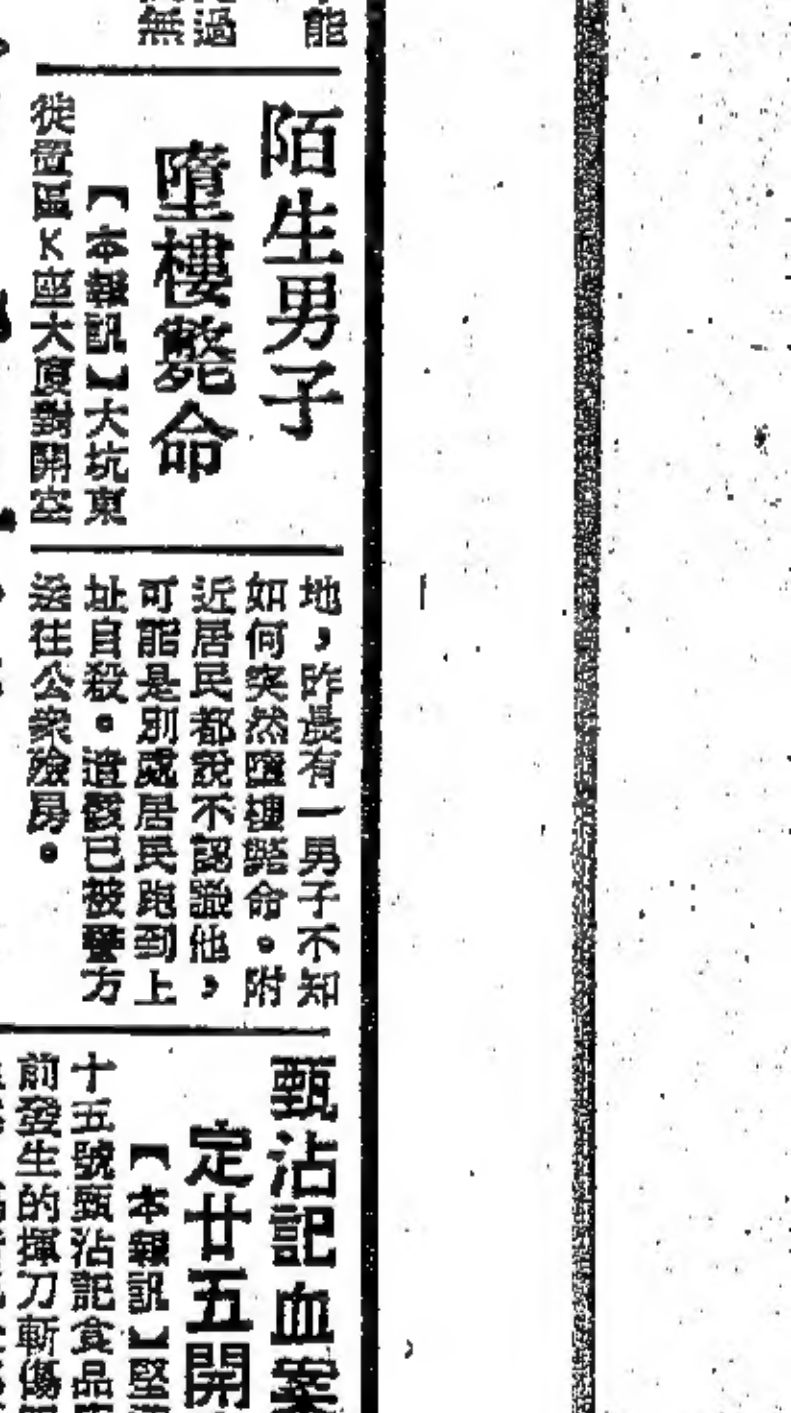 能
過
無
陌生男子
墮樓斃命
【本報訊】大坑東
徙置區K座大廈對開空
地，昨晨有一男子不知
如何突然墮樓斃命。附
近居民都說不認識他，
可能是別處居民跑到上
址自殺。遺骸已被警方
送往公衆殮房。
甄沾記血案
定廿五開
【本報訊】堅道
十五號甄沾記食品
前發生的揮刀斬傷